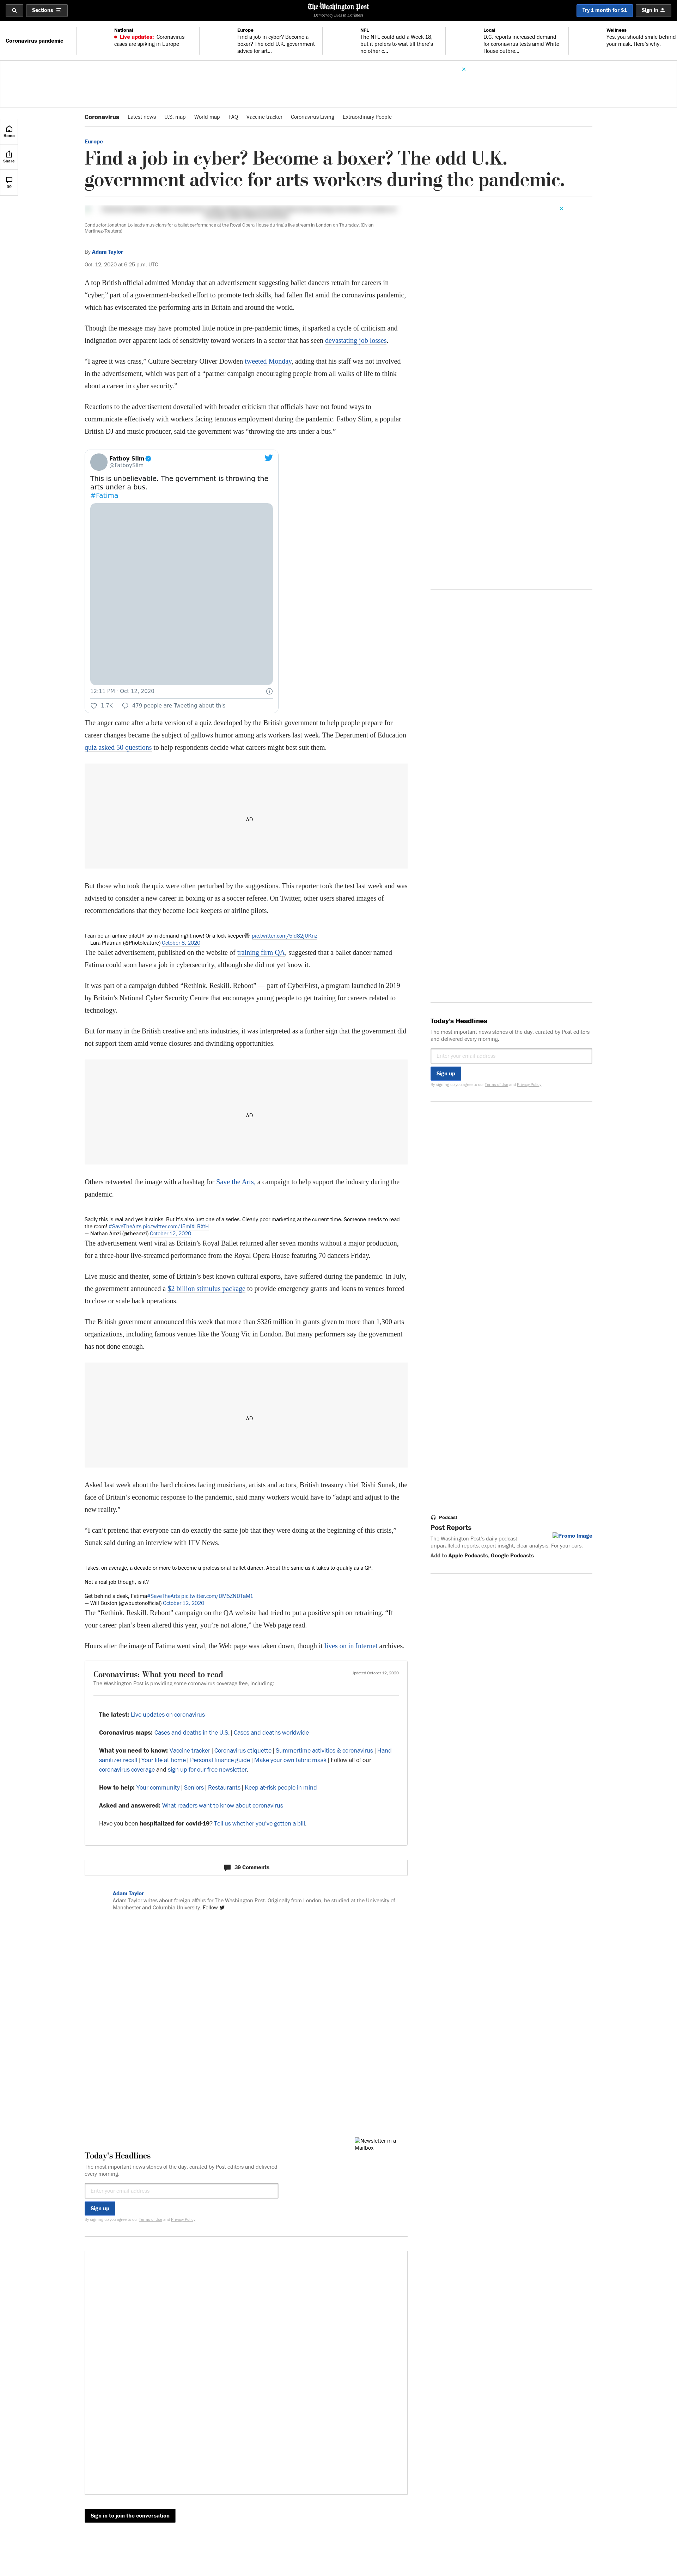 Sections
The Washington Post
Democracy Dies in Darkness
Try 1 month for $1
Sign in
Coronavirus pandemic
National
Live updates: Coronavirus
cases are spiking in Europe
Europe
Find a job in cyber? Become a
boxer? The odd U.K. government
advice for art...
NFL
The NFL could add a Week 18,
but it prefers to wait till there's
no other c...
Local
D.C. reports increased demand
for coronavirus tests amid White
House outbre...
Wellness
Yes, you should smile behind
your mask. Here's why.
Home
Share
39
Coronavirus
Latest news
U.S. map
World map
FAQ
Vaccine tracker
Coronavirus Living
Extraordinary People
Europe
Find a job in cyber? Become a boxer? The odd U.K.
government advice for arts workers during the pandemic.
Conductor Jonathan Lo leads musicians for a ballet performance at the Royal Opera House during a live stream in London on Thursday. (Dylan
Martinez/Reuters)
By Adam Taylor
Oct. 12, 2020 at 6:25 p.m. UTC
A top British official admitted Monday that an advertisement suggesting ballet dancers retrain for careers in
“cyber,” part of a government-backed effort to promote tech skills, had fallen flat amid the coronavirus pandemic,
which has eviscerated the performing arts in Britain and around the world.
Though the message may have prompted little notice in pre-pandemic times, it sparked a cycle of criticism and
indignation over apparent lack of sensitivity toward workers in a sector that has seen devastating job losses.
“I agree it was crass,” Culture Secretary Oliver Dowden tweeted Monday, adding that his staff was not involved
in the advertisement, which was part of a “partner campaign encouraging people from all walks of life to think
about a career in cyber security.”
Reactions to the advertisement dovetailed with broader criticism that officials have not found ways to
communicate effectively with workers facing tenuous employment during the pandemic. Fatboy Slim, a popular
British DJ and music producer, said the government was “throwing the arts under a bus.”
Fatboy Slim
@FatboySlim
This is unbelievable. The government is throwing the
arts under a bus.
#Fatima
12:11 PM · Oct 12, 2020
1.7K
479 people are Tweeting about this
The anger came after a beta version of a quiz developed by the British government to help people prepare for
career changes became the subject of gallows humor among arts workers last week. The Department of Education
quiz asked 50 questions to help respondents decide what careers might best suit them.
AD
But those who took the quiz were often perturbed by the suggestions. This reporter took the test last week and was
advised to consider a new career in boxing or as a soccer referee. On Twitter, other users shared images of
recommendations that they become lock keepers or airline pilots.
I can be an airline pilot! ♀ so in demand right now! Or a lock keeper😂 pic.twitter.com/5ld82jUKnz
— Lara Platman (@Photofeature) October 8, 2020
The ballet advertisement, published on the website of training firm QA, suggested that a ballet dancer named
Fatima could soon have a job in cybersecurity, although she did not yet know it.
It was part of a campaign dubbed “Rethink. Reskill. Reboot” — part of CyberFirst, a program launched in 2019
by Britain’s National Cyber Security Centre that encourages young people to get training for careers related to
technology.
But for many in the British creative and arts industries, it was interpreted as a further sign that the government did
not support them amid venue closures and dwindling opportunities.
AD
Others retweeted the image with a hashtag for Save the Arts, a campaign to help support the industry during the
pandemic.
Sadly this is real and yes it stinks. But it’s also just one of a series. Clearly poor marketing at the current time. Someone needs to read
the room! #SaveTheArts
— Nathan Amzi (@theamzi) October 12, 2020
The advertisement went viral as Britain’s Royal Ballet returned after seven months without a major production,
for a three-hour live-streamed performance from the Royal Opera House featuring 70 dancers Friday.
Live music and theater, some of Britain’s best known cultural exports, have suffered during the pandemic. In July,
the government announced a $2 billion stimulus package to provide emergency grants and loans to venues forced
to close or scale back operations.
The British government announced this week that more than $326 million in grants given to more than 1,300 arts
organizations, including famous venues like the Young Vic in London. But many performers say the government
has not done enough.
AD
Asked last week about the hard choices facing musicians, artists and actors, British treasury chief Rishi Sunak, the
face of Britain’s economic response to the pandemic, said many workers would have to “adapt and adjust to the
new reality.”
“I can’t pretend that everyone can do exactly the same job that they were doing at the beginning of this crisis,”
Sunak said during an interview with ITV News.
Takes, on average, a decade or more to become a professional ballet dancer. About the same as it takes to qualify as a GP.
Not a real job though, is it?
Get behind a desk, Fatima#SaveTheArts pic.twitter.com/DM5ZNDTaM1
— Will Buxton (@wbuxtonofficial) October 12, 2020
The “Rethink. Reskill. Reboot” campaign on the QA website had tried to put a positive spin on retraining. “If
your career plan’s been altered this year, you’re not alone,” the Web page read.
Hours after the image of Fatima went viral, the Web page was taken down, though it lives on in Internet archives.
Coronavirus: What you need to read
Updated October 12, 2020
The Washington Post is providing some coronavirus coverage free, including:
The latest: Live updates on coronavirus
Coronavirus maps: Cases and deaths in the U.S. | Cases and deaths worldwide
What you need to know: Vaccine tracker | Coronavirus etiquette | Summertime activities & coronavirus | Hand
sanitizer recall | Your life at home | Personal finance guide | Make your own fabric mask | Follow all of our
coronavirus coverage and sign up for our free newsletter.
How to help: Your community | Seniors | Restaurants | Keep at-risk people in mind
Asked and answered: What readers want to know about coronavirus
Have you been hospitalized for covid-19? Tell us whether you’ve gotten a bill.
39 Comments
Adam Taylor
Adam Taylor writes about foreign affairs for The Washington Post. Originally from London, he studied at the University of
Manchester and Columbia University. Follow
Newsletter in a
Mailbox
Today’s Headlines
The most important news stories of the day, curated by Post editors and delivered
every morning.
Enter your email address
Sign up
By signing up you agree to our Terms of Use and Privacy Policy
Sign in to join the conversation
Today’s Headlines
The most important news stories of the day, curated by Post editors
and delivered every morning.
Enter your email address
Sign up
By signing up you agree to our Terms of Use and Privacy Policy
Podcast
Post Reports
Promo Image
The Washington Post’s daily podcast:
unparalleled reports, expert insight, clear analysis. For your ears.
Add to Apple Podcasts, Google Podcasts